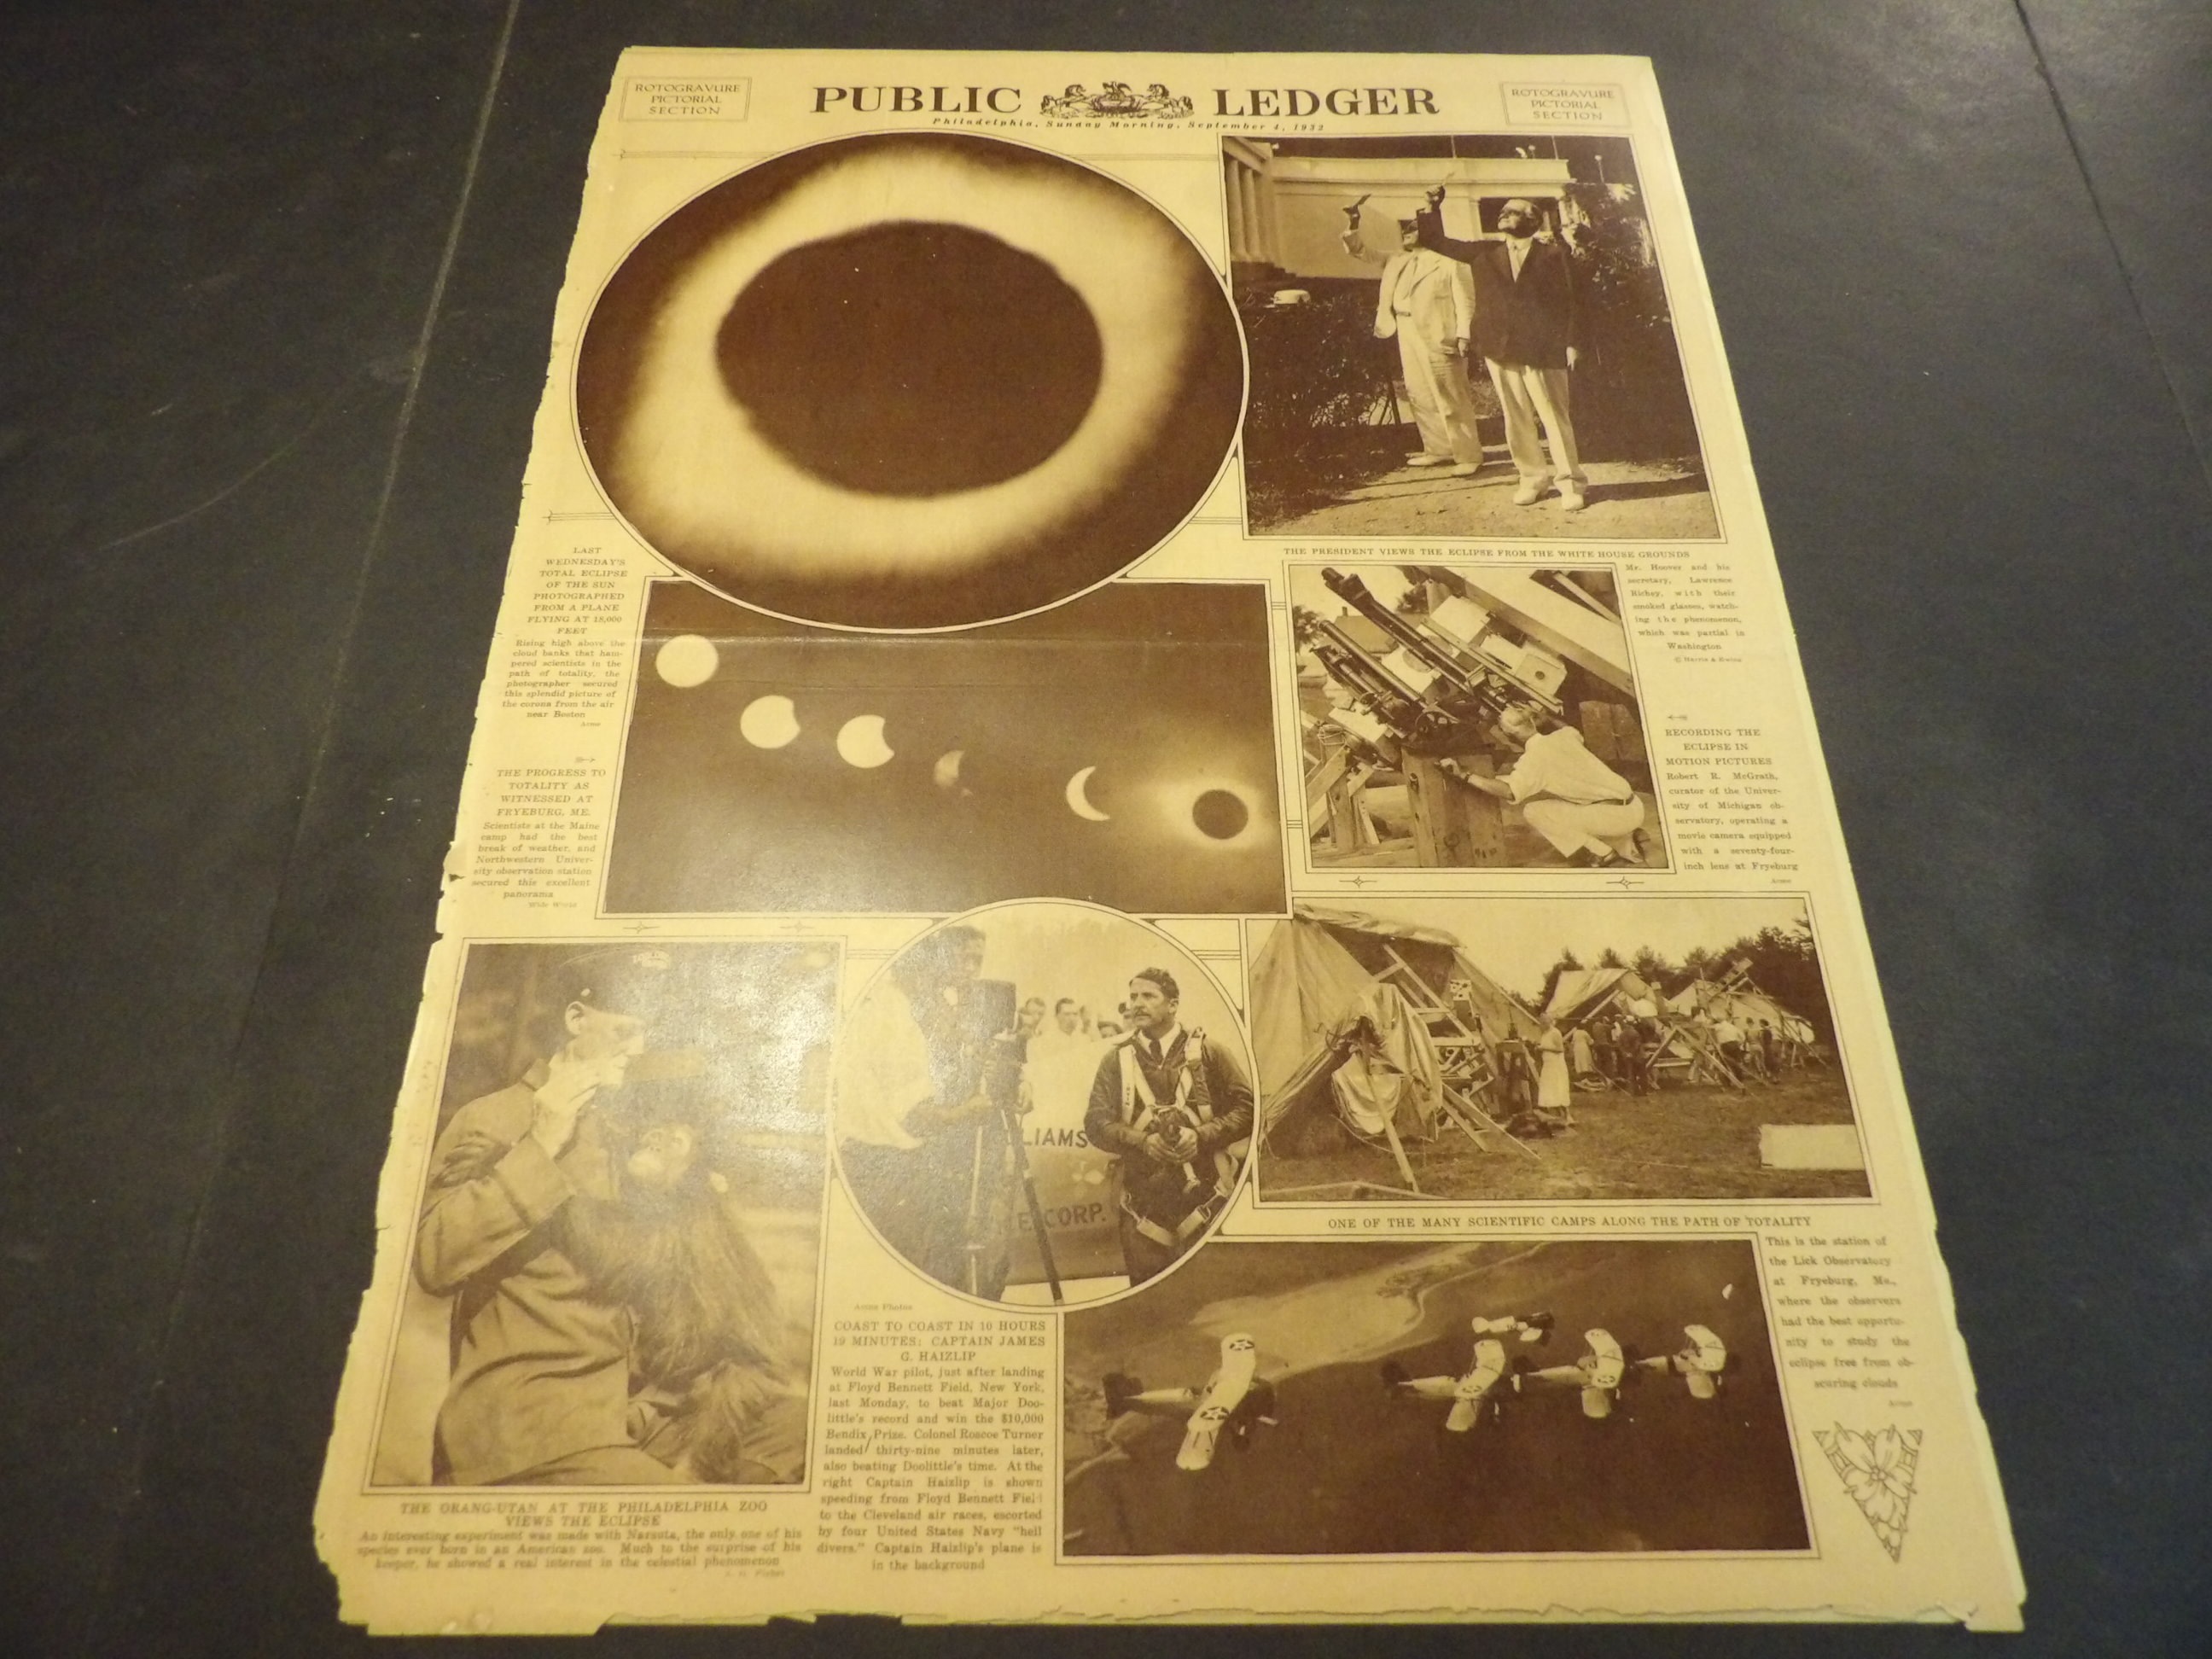 ROTOGRAVURE
PICTORIAL
SECTION
PUBLIC LEDGER
Philadelphia, Sunday Morning, September 4, 1932
ROTOGRAVURE
PICTORIAL
SECTION
LAST
WEDNESDAY'S
TOTAL ECLIPSE
OF THE SUN
PHOTOGRAPHED
FROM A PLANE
FLYING AT 18,000
FEET
Rising high above the
cloud banks that ham-
pered scientists in the
path of totality, the
photographer secured
this splendid picture of
the corona from the air
near Boston
Acme
THE PROGRESS TO
TOTALITY AS
WITNESSED AT
FRYEBURG, ME.
Scientists at the Maine
camp had the best
break of weather, and
Northwestern Univer-
sity observation station
secured this excellent
panorama
Wide World
THE PRESIDENT VIEWS THE ECLIPSE FROM THE WHITE HOUSE GROUNDS
Mr. Hoover and his
secretary, Lawrence
Richey, with their
smoked glasses, watch-
ing the phenomenon,
which was partial in
Washington
© Harris & Ewing
RECORDING THE
ECLIPSE IN
MOTION PICTURES
Robert R. McGrath,
curator of the Univer-
sity of Michigan ob-
servatory, operating a
movie camera equipped
with a seventy-four-
inch lens at Fryeburg
Acme
LIAMS
E CORP.
ONE OF THE MANY SCIENTIFIC CAMPS ALONG THE PATH OF TOTALITY
This is the station of
the Lick Observatory
at Fryeburg, Me.,
where the observers
had the best opportu-
nity to study the
eclipse free from ob-
scuring clouds
Acme
Acme Photos
COAST TO COAST IN 10 HOURS
19 MINUTES: CAPTAIN JAMES
G. HAIZLIP
World War pilot, just after landing
at Floyd Bennett Field, New York,
last Monday, to beat Major Doo-
little's record and win the $10,000
Bendix Prize. Colonel Roscoe Turner
landed thirty-nine minutes later,
also beating Doolittle's time. At the
right Captain Haizlip is shown
speeding from Floyd Bennett Field
to the Cleveland air races, escorted
by four United States Navy "hell
divers." Captain Haizlip's plane is
in the background
THE ORANG-UTAN AT THE PHILADELPHIA ZOO
VIEWS THE ECLIPSE
An interesting experiment was made with Narsuta, the only one of his
species ever born in an American zoo. Much to the surprise of his
keeper, he showed a real interest in the celestial phenomenon